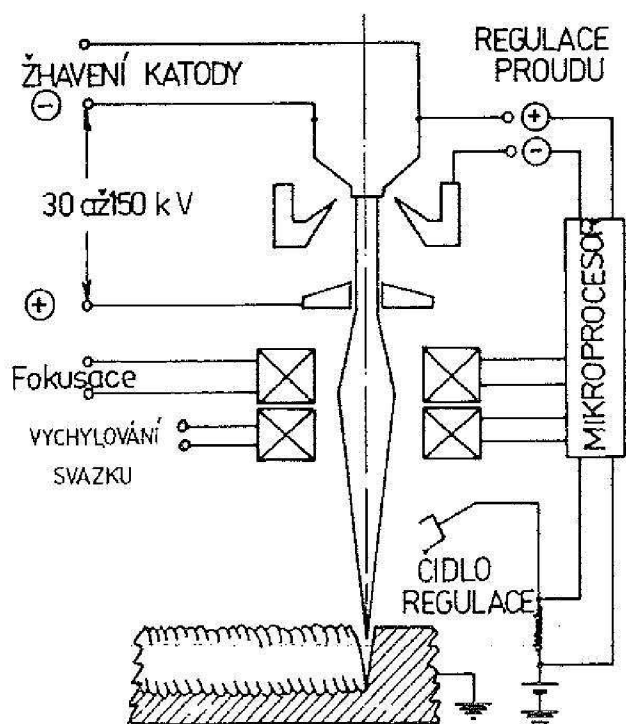 ŽHAVENÍ KATODY
REGULACE
PROUDU
30 až 150 kV
MIKROPROCESOR
Fokusace
VYCHYLOVÁNÍ
SVAZKU
ČIDLO
REGULACE